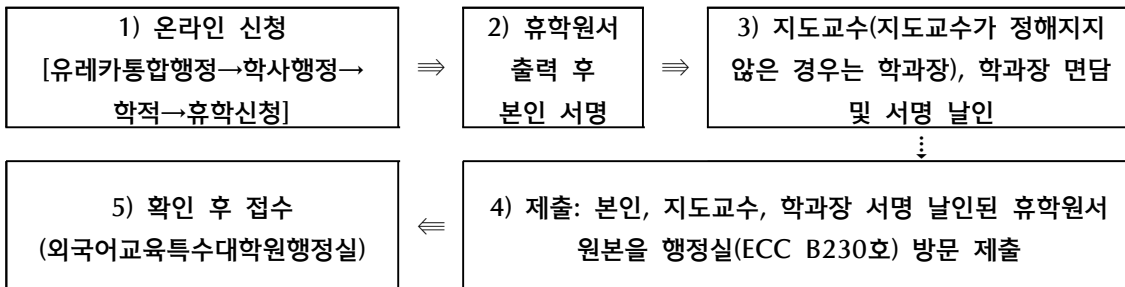 1) 온라인 신청
[유레카통합행정→학사행정→
학적→휴학신청]
⇛
2) 휴학원서
출력 후
본인 서명
⇛
3) 지도교수(지도교수가 정해지지
않은 경우는 학과장), 학과장 면담
및 서명 날인
4) 제출: 본인, 지도교수, 학과장 서명 날인된 휴학원서
원본을 행정실(ECC B230호) 방문 제출
⇚
5) 확인 후 접수
(외국어교육특수대학원행정실)